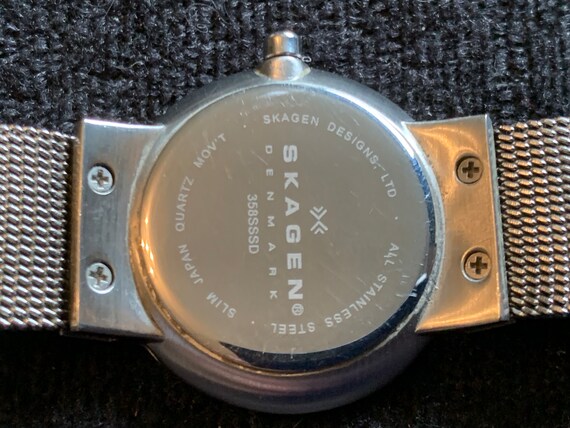 SKAGEN DESIGNS, LTD
ALL STAINLESS STEEL
SLIM JAPAN QUARTZ MOV'T
SKAGEN®
DENMARK
358SSSD